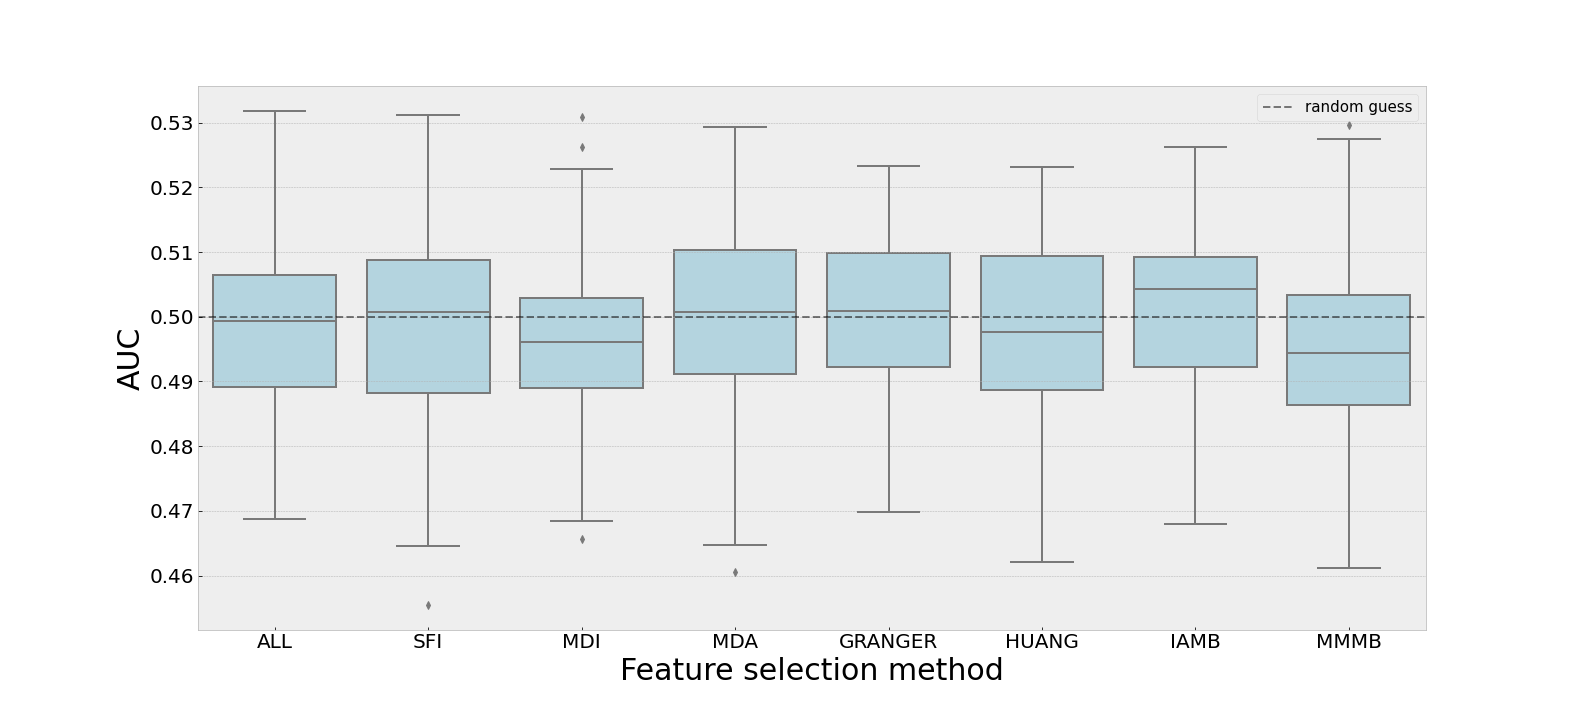 random guess
0.53
0.52
0.51
0.50
0.49
0.48
0.47
0.46
AUC
ALL SFI MDI MDA GRANGER HUANG IAMB MMMB
Feature selection method